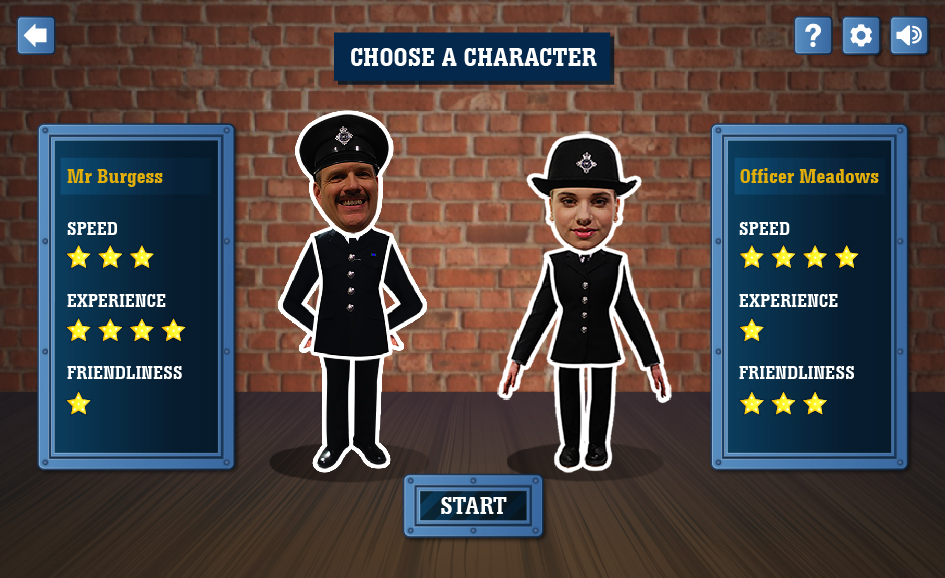 ?
CHOOSE A CHARACTER
Mr Burgess
SPEED
EXPERIENCE
FRIENDLINESS
Officer Meadows
SPEED
EXPERIENCE
FRIENDLINESS
START